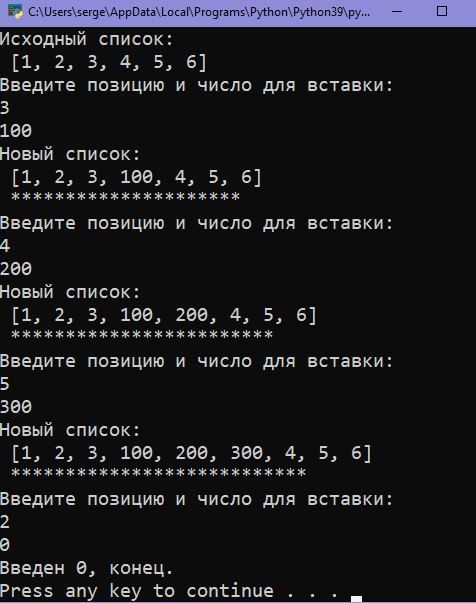 C:\Users\serge\AppData\Local\Programs\Python\Python39\py...
Исходный список:
[1, 2, 3, 4, 5, 6]
Введите позицию и число для вставки:
3
100
Новый список:
[1, 2, 3, 100, 4, 5, 6]
*********************
Введите позицию и число для вставки:
4
200
Новый список:
[1, 2, 3, 100, 200, 4, 5, 6]
************************
Введите позицию и число для вставки:
5
300
Новый список:
[1, 2, 3, 100, 200, 300, 4, 5, 6]
***************************
Введите позицию и число для вставки:
2
0
Введен 0, конец.
Press any key to continue . . .